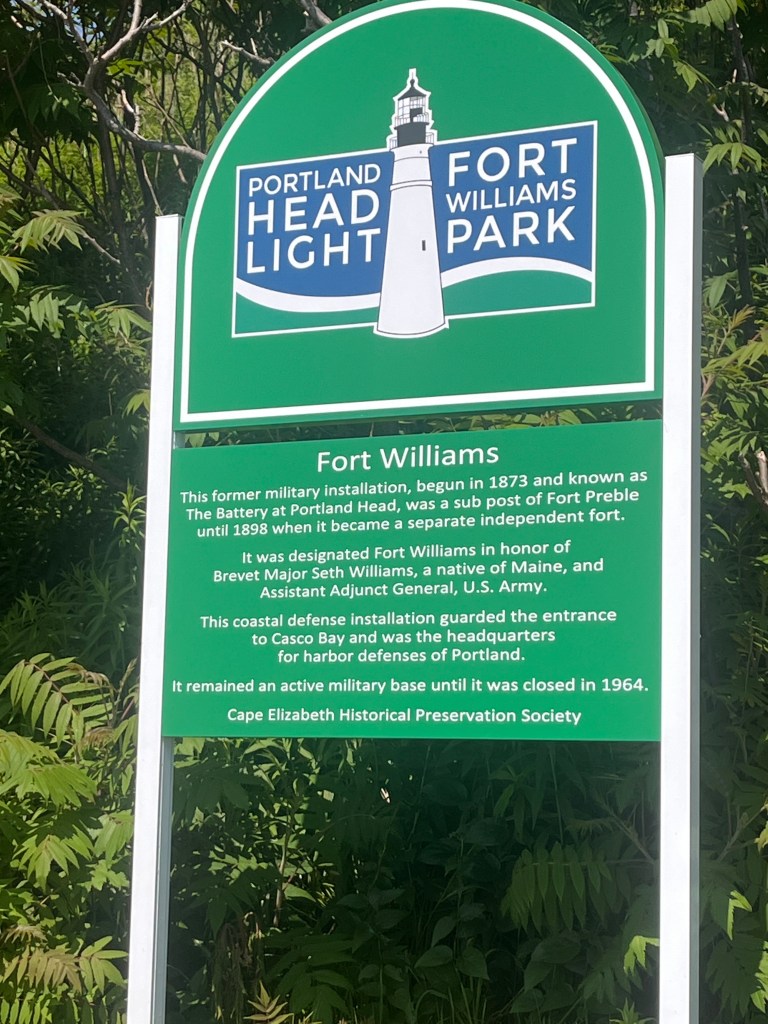 PORTLAND
HEAD
LIGHT
FORT
WILLIAMS
PARK
Fort Williams
This former military installation, begun in 1873 and known as
The Battery at Portland Head, was a sub post of Fort Preble
until 1898 when it became a separate independent fort.
It was designated Fort Williams in honor of
Brevet Major Seth Williams, a native of Maine, and
Assistant Adjunct General, U.S. Army.
This coastal defense installation guarded the entrance
to Casco Bay and was the headquarters
for harbor defenses of Portland.
It remained an active military base until it was closed in 1964.
Cape Elizabeth Historical Preservation Society